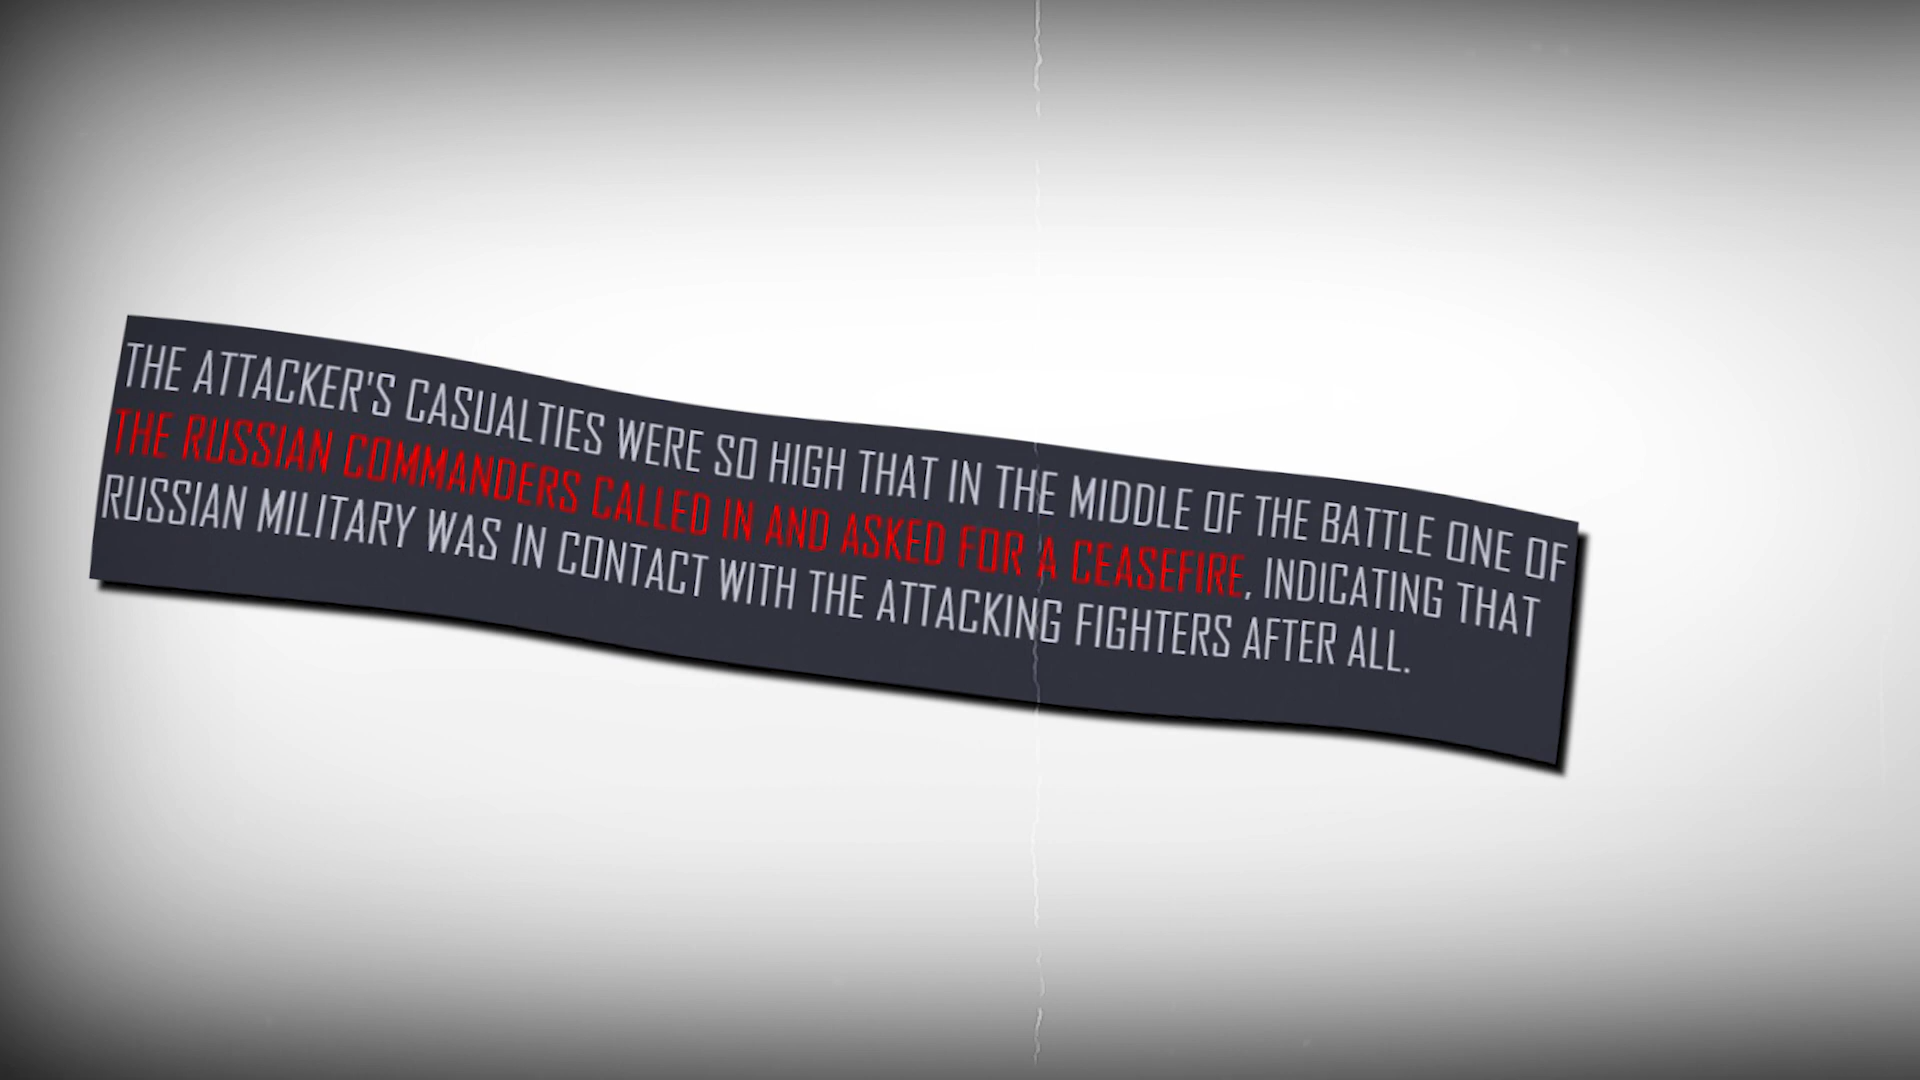 THE ATTACKER'S CASUALTIES WERE SO HIGH THAT IN THE MIDDLE OF THE BATTLE ONE OF
THE RUSSIAN COMMANDERS CALLED IN AND ASKED FOR A CEASEFIRE, INDICATING THAT
RUSSIAN MILITARY WAS IN CONTACT WITH THE ATTACKING FIGHTERS AFTER ALL.